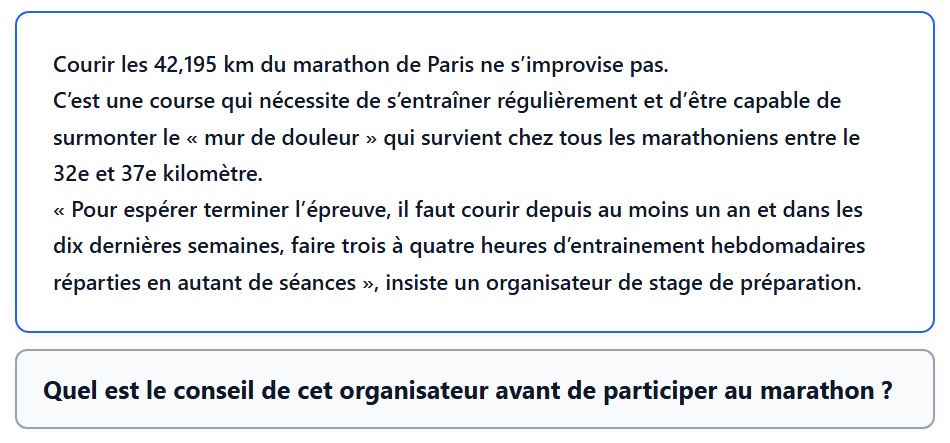 Courir les 42,195 km du marathon de Paris ne s’improvise pas.
C’est une course qui nécessite de s’entraîner régulièrement et d’être capable de
surmonter le « mur de douleur » qui survient chez tous les marathoniens entre le
32e et 37e kilomètre.
« Pour espérer terminer l’épreuve, il faut courir depuis au moins un an et dans les
dix dernières semaines, faire trois à quatre heures d’entrainement hebdomadaires
réparties en autant de séances », insiste un organisateur de stage de préparation.
Quel est le conseil de cet organisateur avant de participer au marathon ?